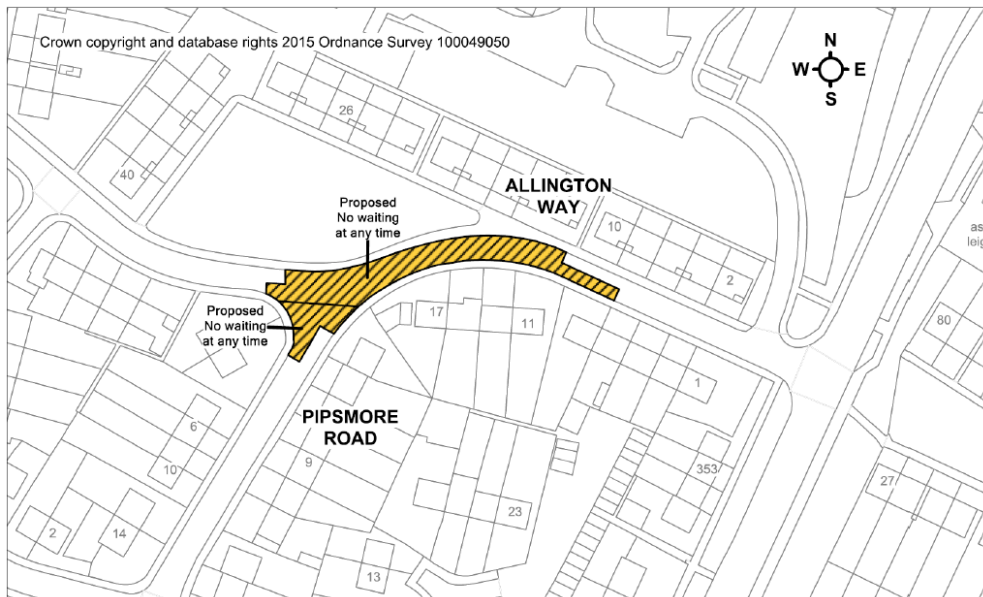 Crown copyright and database rights 2015 Ordnance Survey 100049050
N
W E
S
26
40
ALLINGTON
WAY
Proposed
No waiting
at any time
10
2
as
leig
80
Proposed
No waiting
at any time
17
11
1
PIPSMORE
ROAD
6
10
9
353
27
23
2
14
13